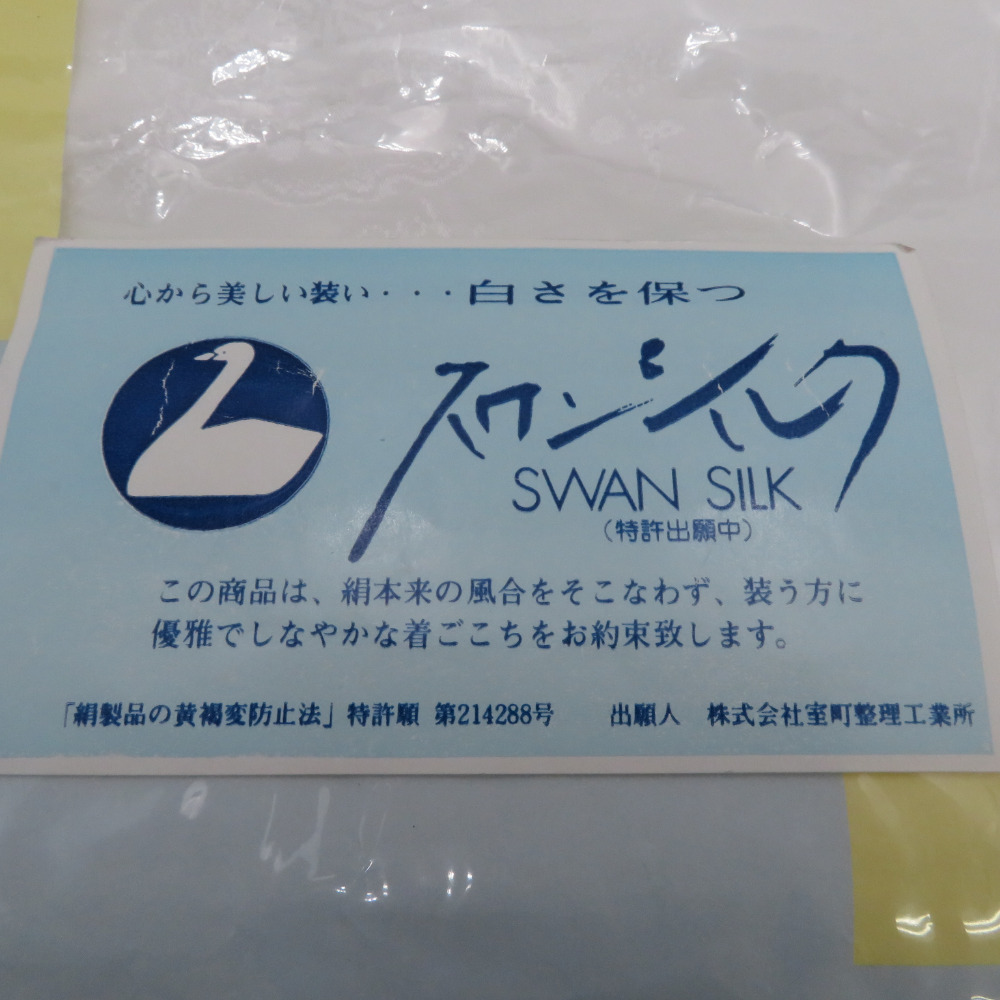 心から美しい装い・・・白さを保つ
スワンシルク
SWAN SILK
(特許出願中)
この商品は、絹本来の風合をそこなわず、装う方に
優雅でしなやかな着ごこちをお約束致します。
「絹製品の黄褐変防止法」特許願 第214288号 出願人 株式会社室町整理工業所